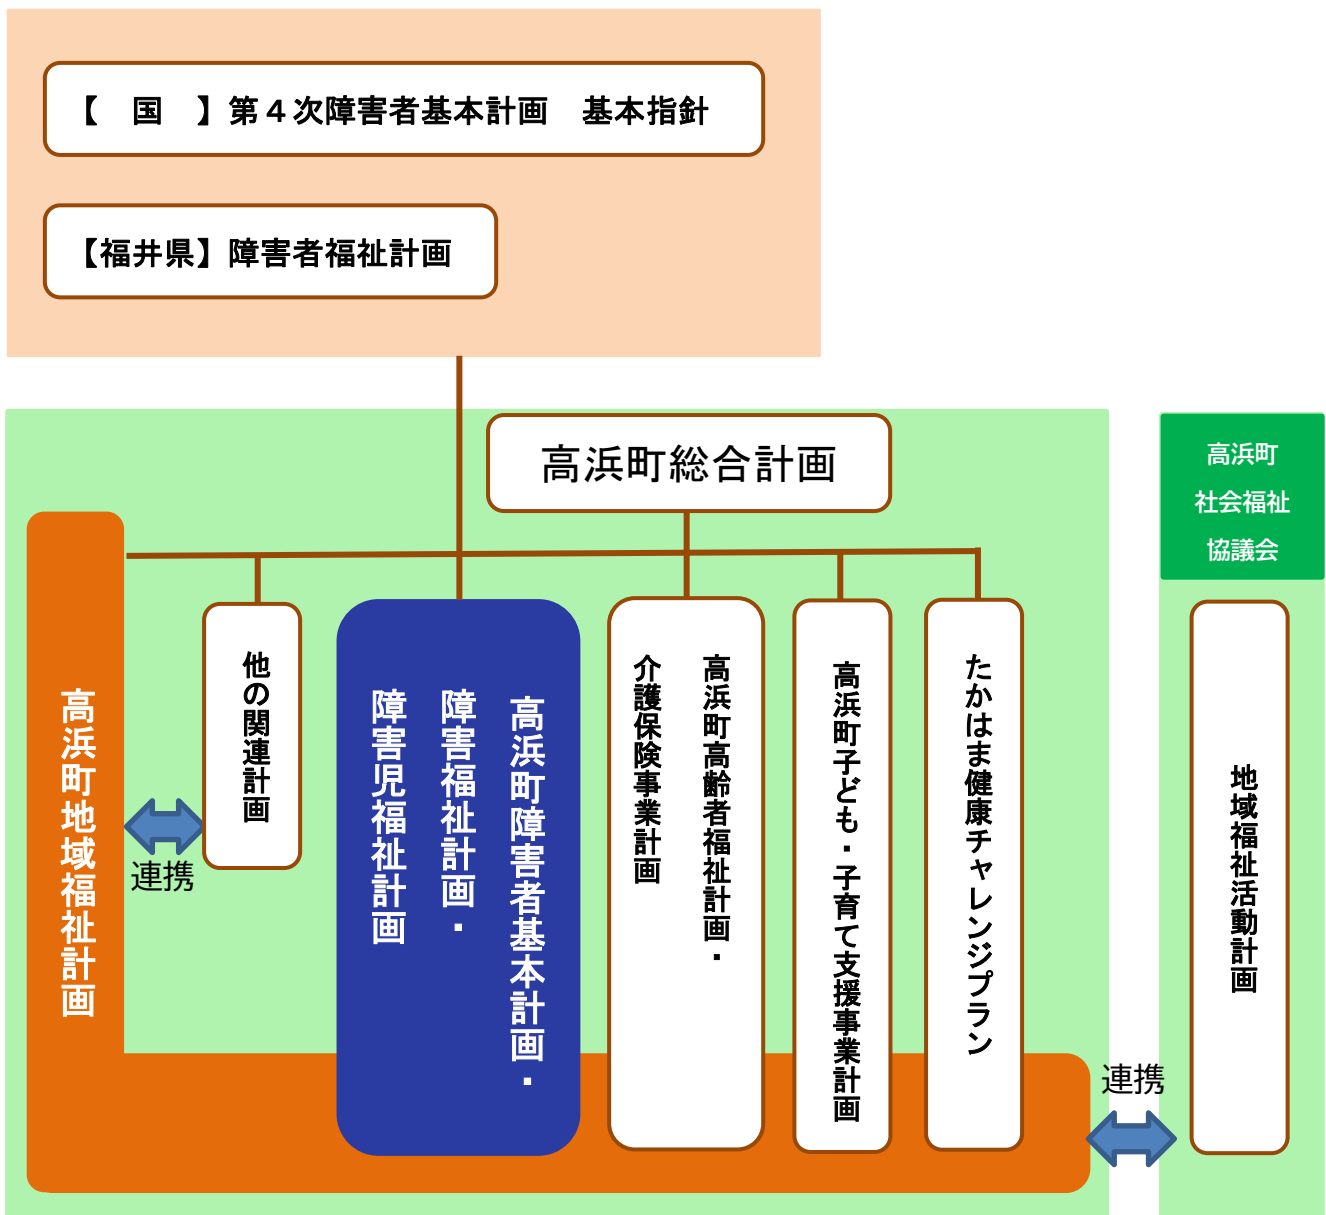 【　国　】第４次障害者基本計画　基本指針
【福井県】障害者福祉計画
高浜町総合計画
高浜町
社会福祉
協議会
高浜町地域福祉計画
連携
他の関連計画
高浜町障害者基本計画・
障害福祉計画・
障害児福祉計画
高浜町高齢者福祉計画・
介護保険事業計画
高浜町子ども・子育て支援事業計画
たかはま健康チャレンジプラン
連携
地域福祉活動計画